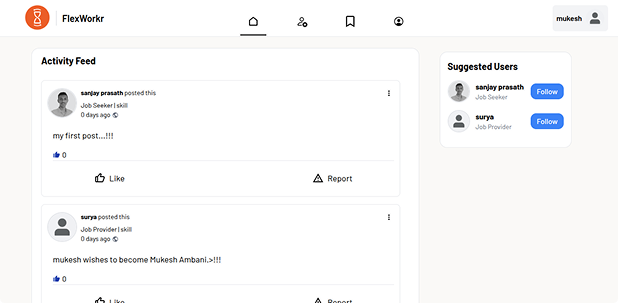 FlexWorkr
mukesh
Activity Feed
sanjay prasath posted this
Job Seeker | skill
0 days ago
my first post...!!!
0
Like
Report
surya posted this
Job Provider | skill
0 days ago
mukesh wishes to become Mukesh Ambani.>!!!
0
Like
Report
Suggested Users
sanjay prasath
Job Seeker
Follow
surya
Job Provider
Follow